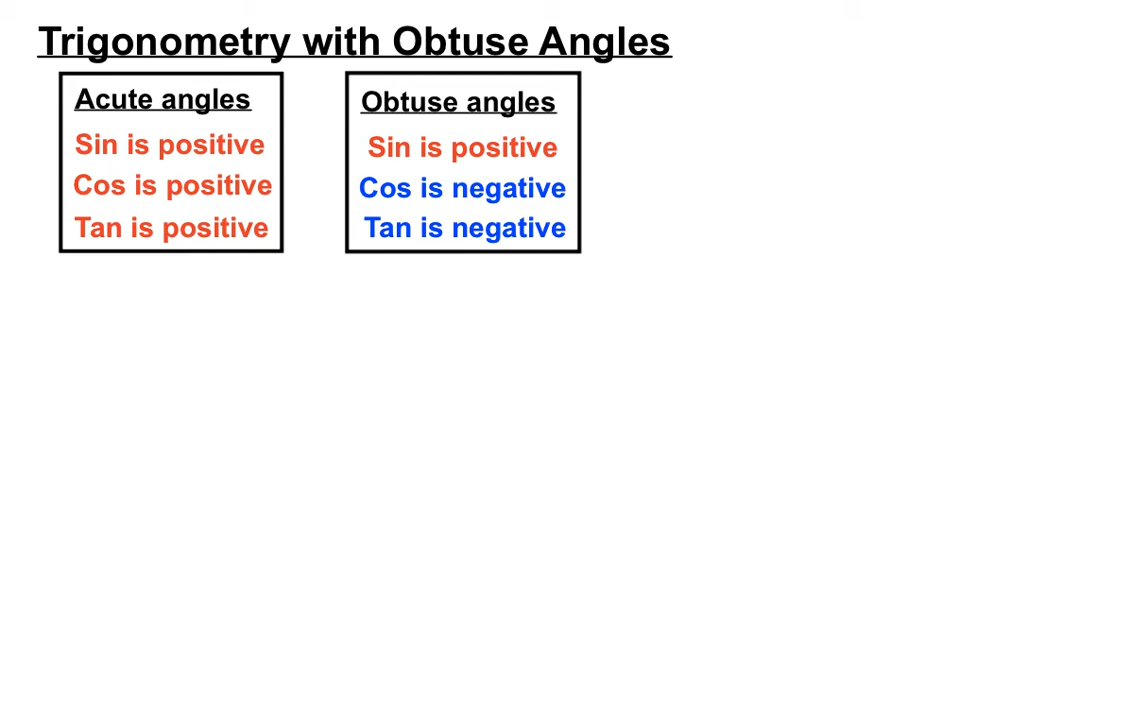 Trigonometry with Obtuse Angles
Acute angles
Sin is positive
Cos is positive
Tan is positive
Obtuse angles
Sin is positive
Cos is negative
Tan is negative